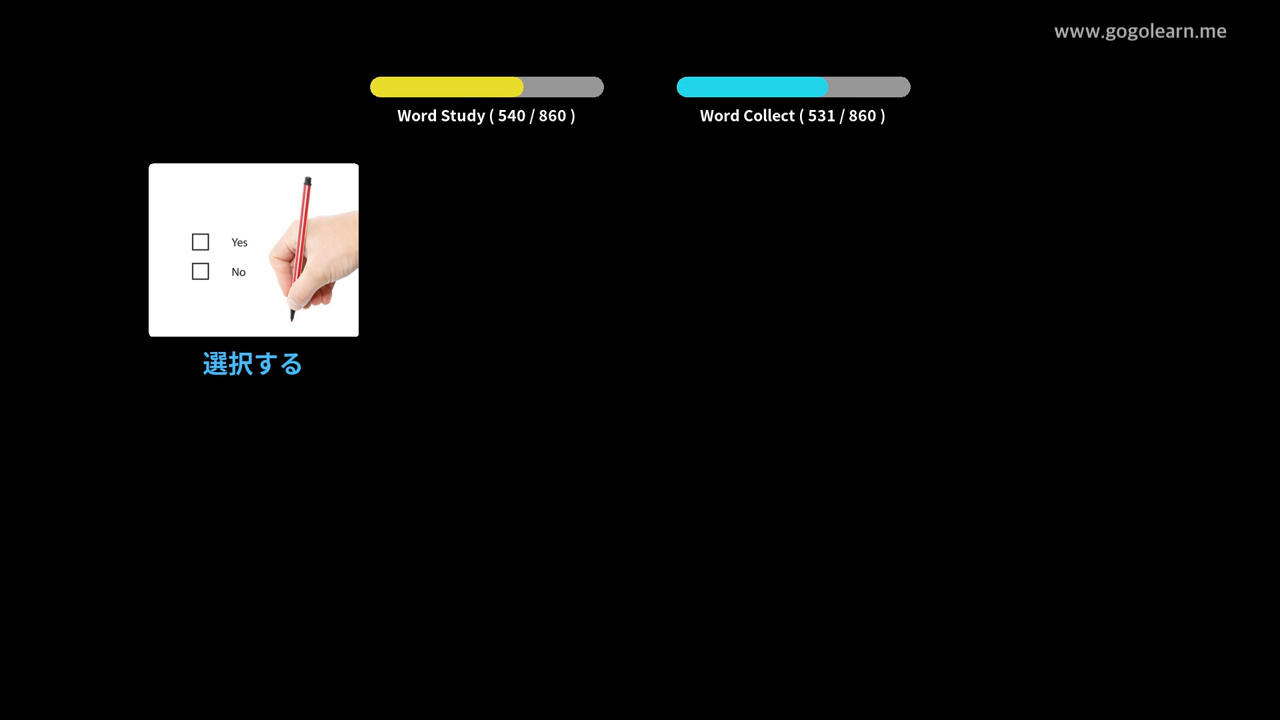 www.gogolearn.me
Word Study ( 540 / 860 )
Word Collect ( 531 / 860 )
Yes
No
選択する